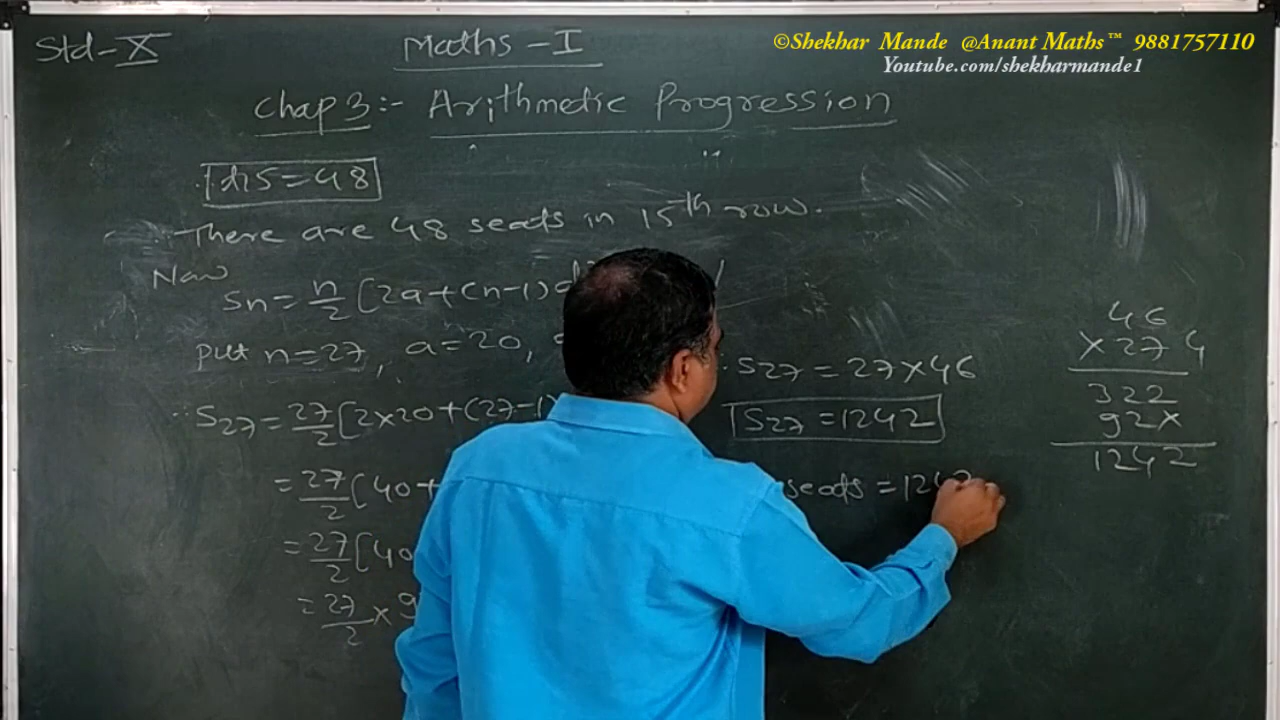 ©Shekhar Mande @Anant Maths™ 9881757110
Youtube.com/shekharmande1
Std-X
Maths-I
Chap 3:- Arithmetic Progression
t15=48
There are 48 seats in 15th row.
Now
Sn=n/2[2a+(n-1)d
put n=27, a=20,
∴ S27=27/2[2×20+(27-1)
=27/2[40+
=27/2[40
=27/2×9
S27=27×46
S27=1242
seats=1242
46
×27 4
322
92×
1242